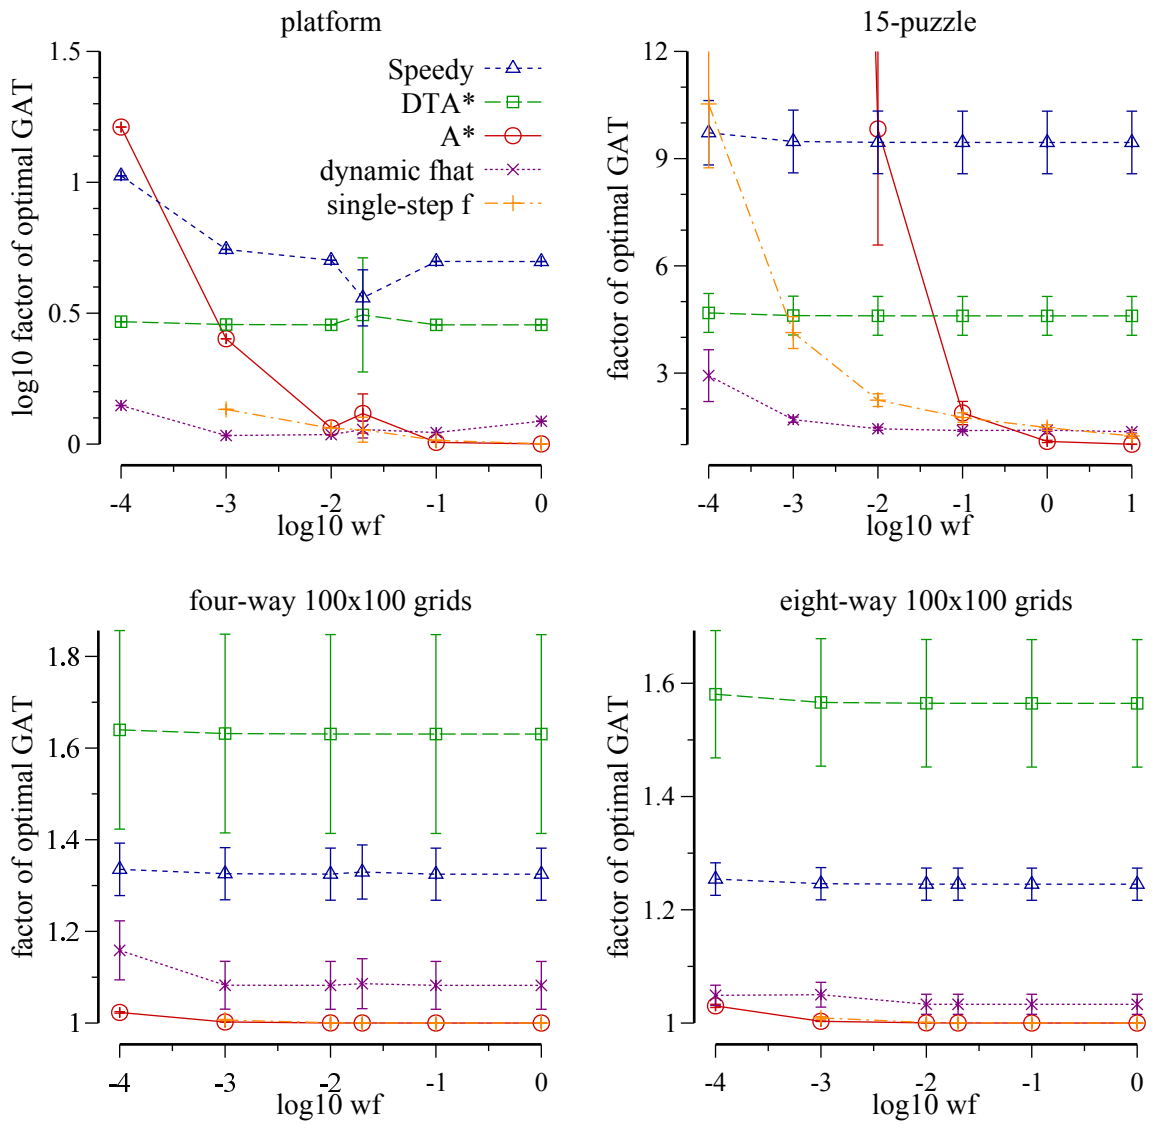 platform
log10 factor of optimal GAT
1.5
1
0.5
0
Speedy
DTA*
A*
dynamic fhat
single-step f
-4 -3 -2 -1 0
log10 wf
15-puzzle
factor of optimal GAT
12
9
6
3
-4 -3 -2 -1 0 1
log10 wf
four-way 100x100 grids
factor of optimal GAT
1.8
1.6
1.4
1.2
1
-4 -3 -2 -1 0
log10 wf
eight-way 100x100 grids
factor of optimal GAT
1.6
1.4
1.2
1
-4 -3 -2 -1 0
log10 wf